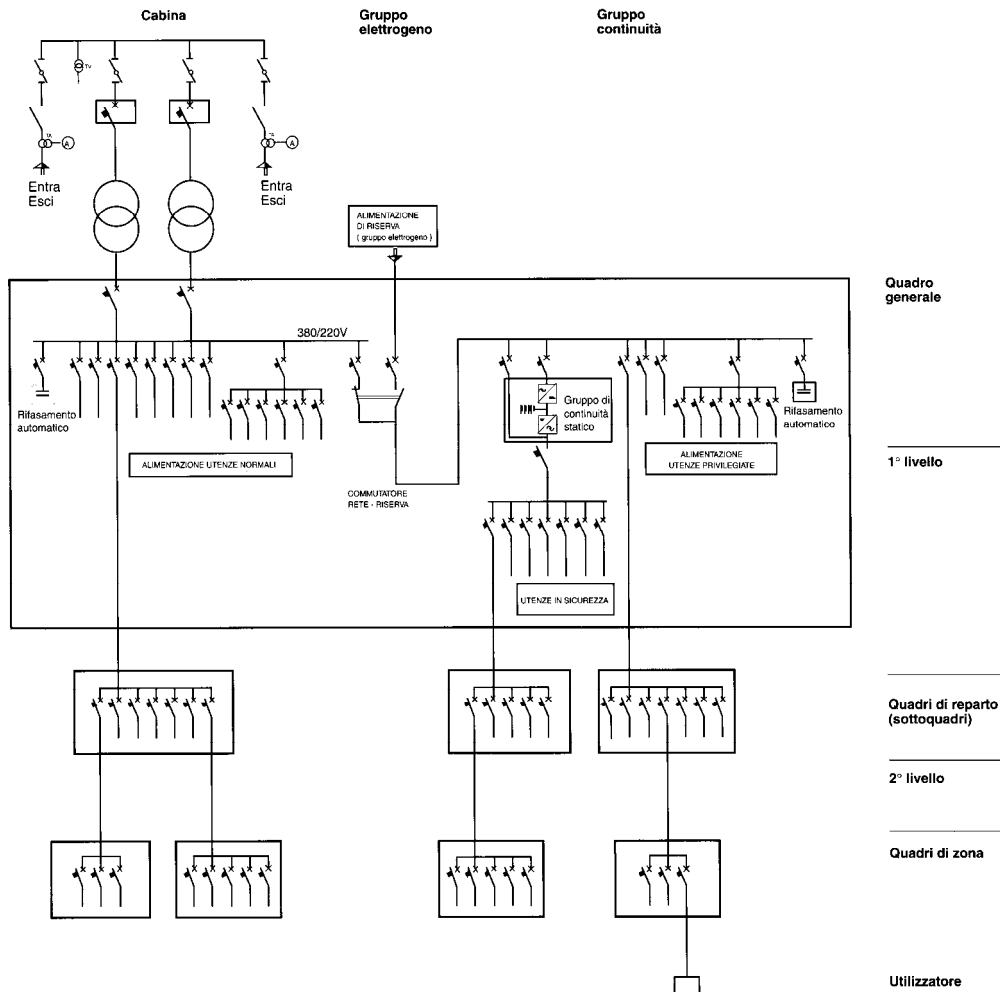 Cabina
Gruppo
elettrogeno
Gruppo
continuità
TV
TA
A
TA
A
Entra
Esci
Entra
Esci
ALIMENTAZIONE
DI RISERVA
( gruppo elettrogeno )
Quadro
generale
380/220V
Rifasamento
automatico
Gruppo di
continuità
statico
Rifasamento
automatico
ALIMENTAZIONE UTENZE NORMALI
ALIMENTAZIONE
UTENZE PRIVILEGIATE
1° livello
COMMUTATORE
RETE - RISERVA
UTENZE IN SICUREZZA
Quadri di reparto
(sottoquadri)
2° livello
Quadri di zona
Utilizzatore